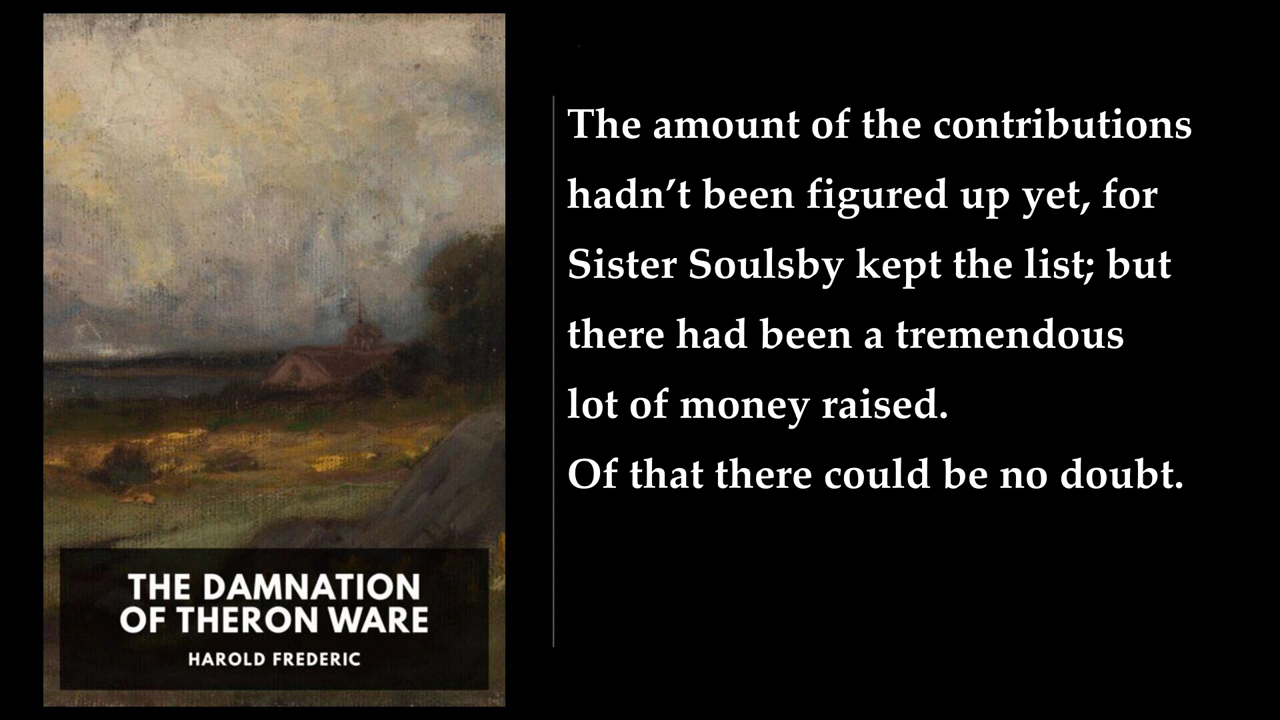 THE DAMNATION
OF THERON WARE
HAROLD FREDERIC
The amount of the contributions
hadn’t been figured up yet, for
Sister Soulsby kept the list; but
there had been a tremendous
lot of money raised.
Of that there could be no doubt.